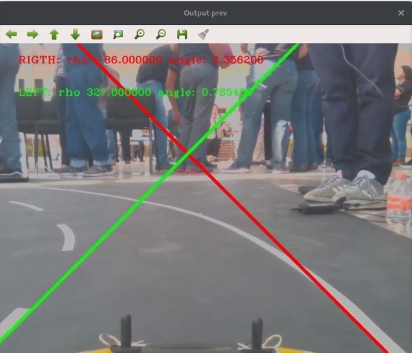 Output prev
RIGTH: rho 86.000000 angle: 2.356200
LEFT: rho 327.000000 angle: